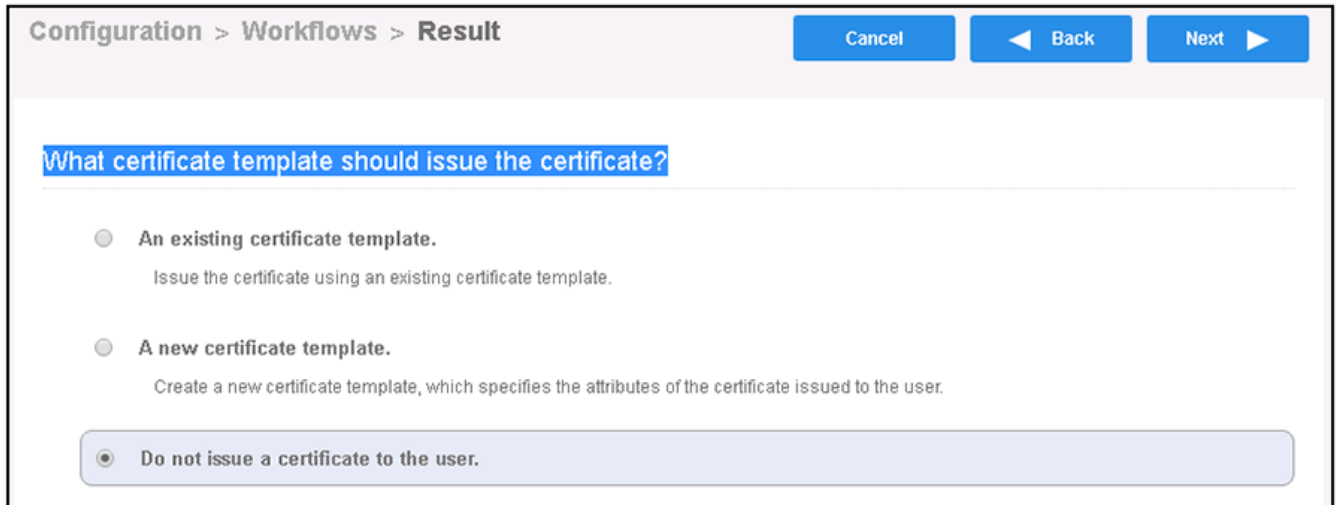 Configuration > Workflows > Result
Cancel
Back
Next
What certificate template should issue the certificate?
An existing certificate template.
Issue the certificate using an existing certificate template.
A new certificate template.
Create a new certificate template, which specifies the attributes of the certificate issued to the user.
Do not issue a certificate to the user.